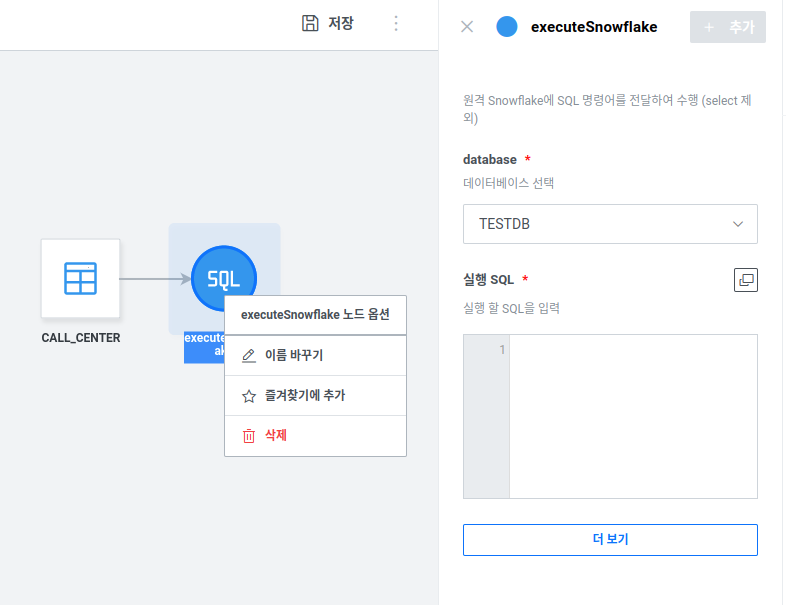 저장
executeSnowflake
+ 추가
원격 Snowflake에 SQL 명령어를 전달하여 수행 (select 제
외)
database *
데이터베이스 선택
TESTDB
실행 SQL *
실행 할 SQL을 입력
1
더 보기
CALL_CENTER
SQL
execute
ak
executeSnowflake 노드 옵션
이름 바꾸기
즐겨찾기에 추가
삭제